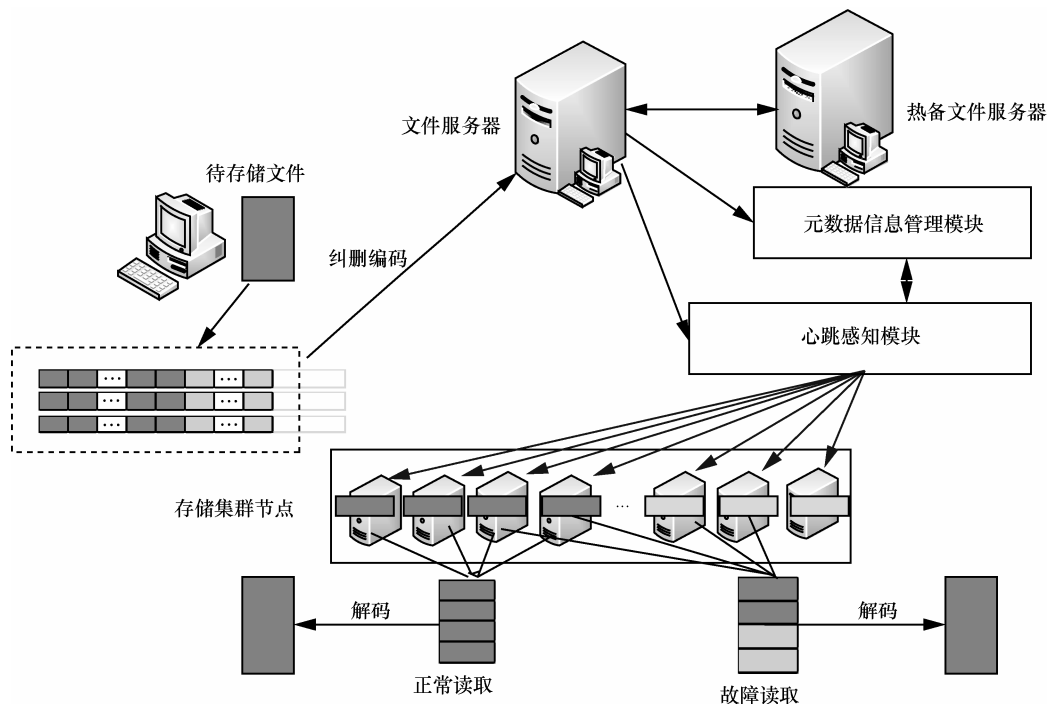 文件服务器
热备文件服务器
待存储文件
元数据信息管理模块
纠删编码
心跳感知模块
...
...
...
...
...
...
存储集群节点
...
解码
解码
正常读取
故障读取